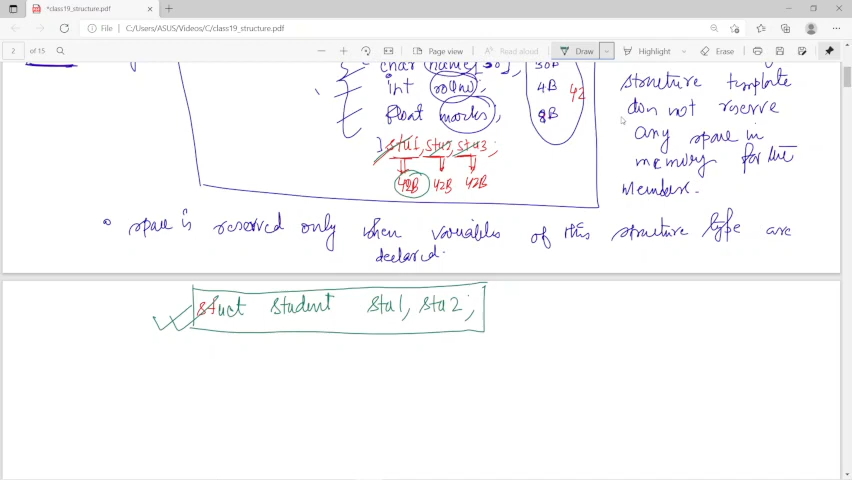 *class19_structure.pdf
File
C:/Users/ASUS/Videos/C/class19_structure.pdf
2 of 15
Page view
Read aloud
Draw
Highlight
Erase
char name[30]; 30B
int rollno; 4B 42
float marks; 8B
} stu1, stu2, stu3;
42B 42B 42B
structure template
does not reserve
any space in
memory for the
members.
space is reserved only when variables of this structure type are
declared.
struct student stu1, stu2;